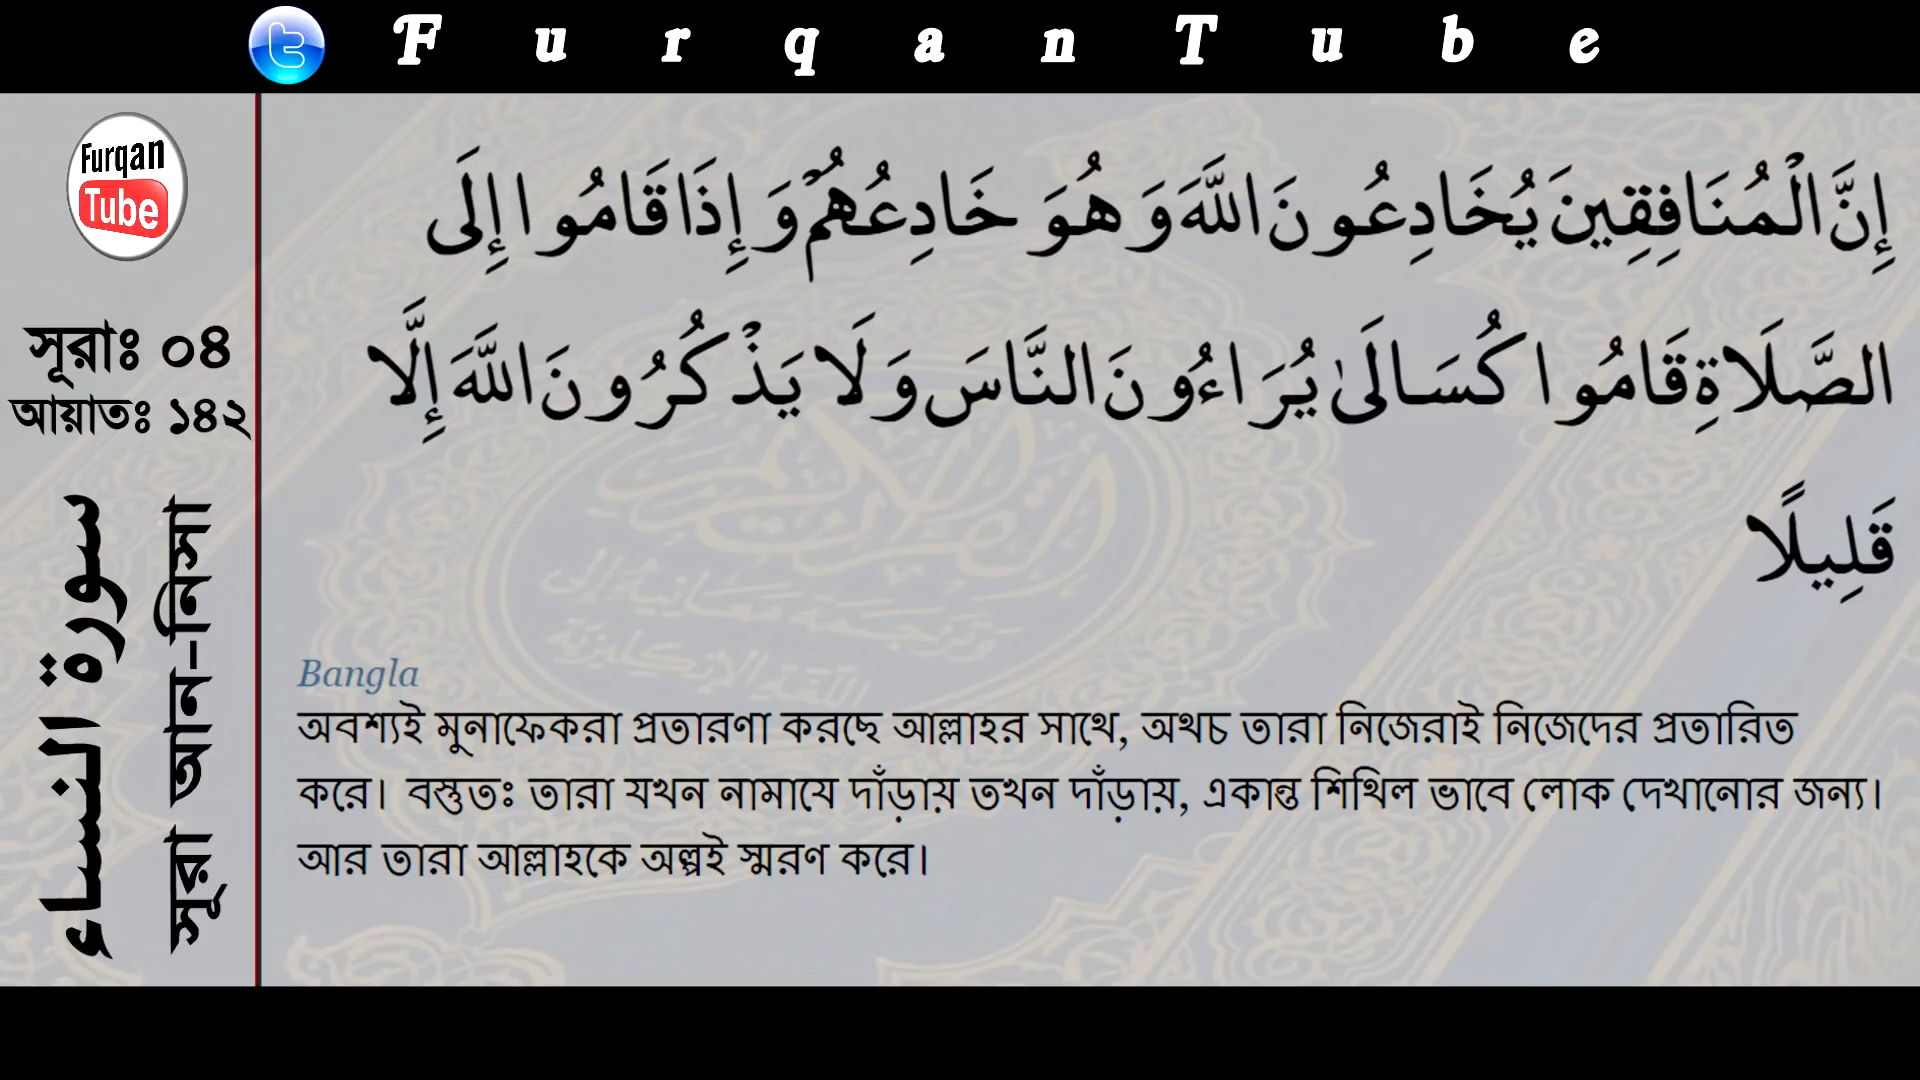 F u r q a n T u b e
Furqan
Tube
সূরাঃ ০৪
আয়াতঃ ১৪২
سورة النساء
সূরা আন-নিসা
إِنَّ الْمُنَافِقِينَ يُخَادِعُونَ اللَّهَ وَهُوَ خَادِعُهُمْ وَإِذَا قَامُوا إِلَى
الصَّلَاةِ قَامُوا كُسَالَىٰ يُرَاءُونَ النَّاسَ وَلَا يَذْكُرُونَ اللَّهَ إِلَّا
قَلِيلًا
Bangla
অবশ্যই মুনাফেকরা প্রতারণা করছে আল্লাহর সাথে, অথচ তারা নিজেরাই নিজেদের প্রতারিত
করে। বস্তুতঃ তারা যখন নামাযে দাঁড়ায় তখন দাঁড়ায়, একান্ত শিথিল ভাবে লোক দেখানোর জন্য।
আর তারা আল্লাহকে অল্পই স্মরণ করে।